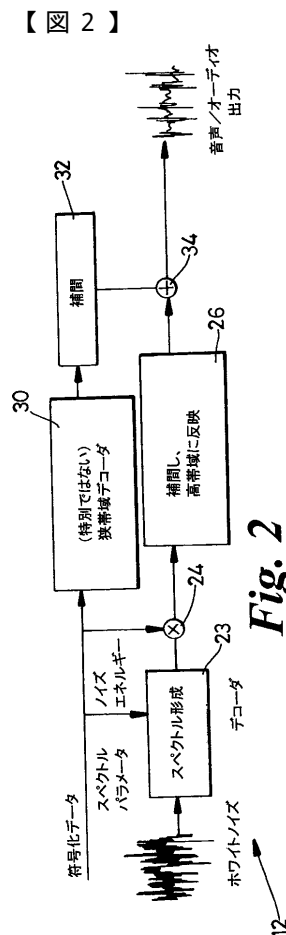 【図2】
符号化データ
スペクトル
パラメータ
ノイズ
エネルギー
30
(特別ではない)
狭帯域デコーダ
32
補間
ホワイトノイズ
スペクトル形成
23
デコーダ
×
24
補間し、
高帯域に反映
26
+
34
音声/オーディオ
出力
12
Fig. 2